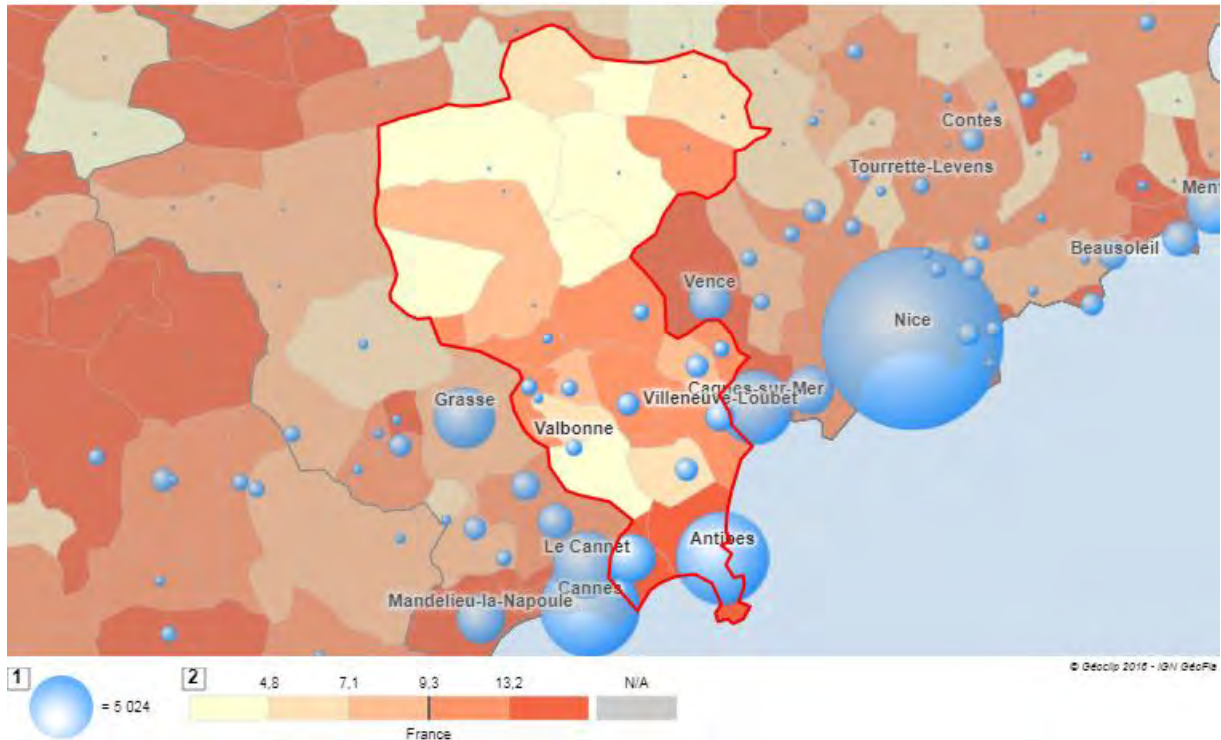 Contes
Tourrette-Levens
Ment
Beausoleil
Vence
Nice
Cagnes-sur-Mer
Villeneuve-Loubet
Grasse
Valbonne
Antibes
Le Cannet
Cannes
Mandelieu-la-Napoule
© Géoclip 2016 - IGN GéoFla
1
= 5 024
2
4,8 7,1 9,3 13,2 N/A
France